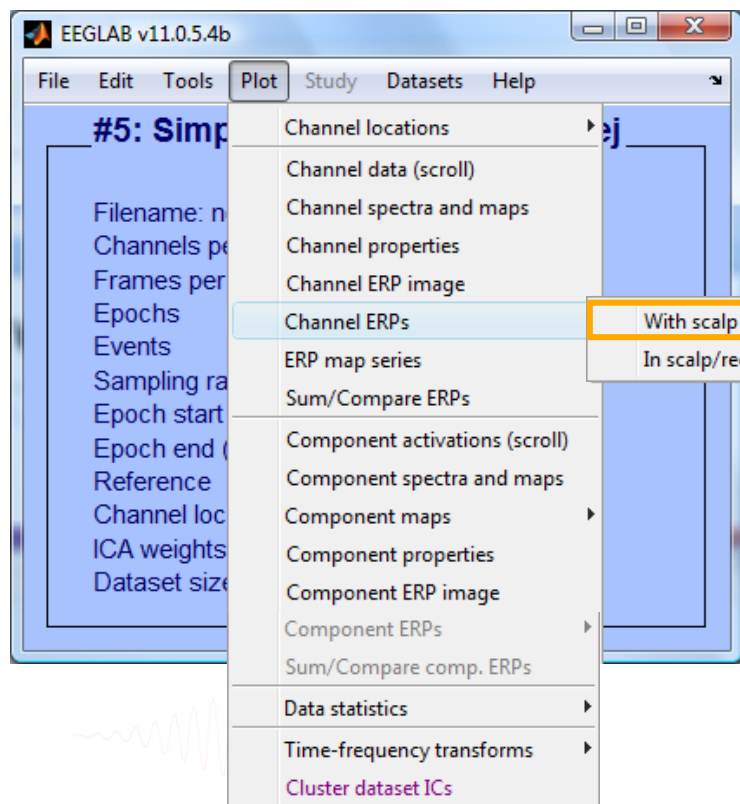 EEGLAB v11.0.5.4b
File Edit Tools Plot Study Datasets Help
#5: Simp ej
Channel locations
Channel data (scroll)
Filename: n
Channel spectra and maps
Channels pe
Channel properties
Frames per
Channel ERP image
Epochs
Channel ERPs
With scalp
Events
ERP map series
In scalp/re
Sampling ra
Sum/Compare ERPs
Epoch start
Epoch end (
Component activations (scroll)
Reference
Component spectra and maps
Channel loc
Component maps
ICA weights
Component properties
Dataset size
Component ERP image
Component ERPs
Sum/Compare comp. ERPs
Data statistics
Time-frequency transforms
Cluster dataset ICs